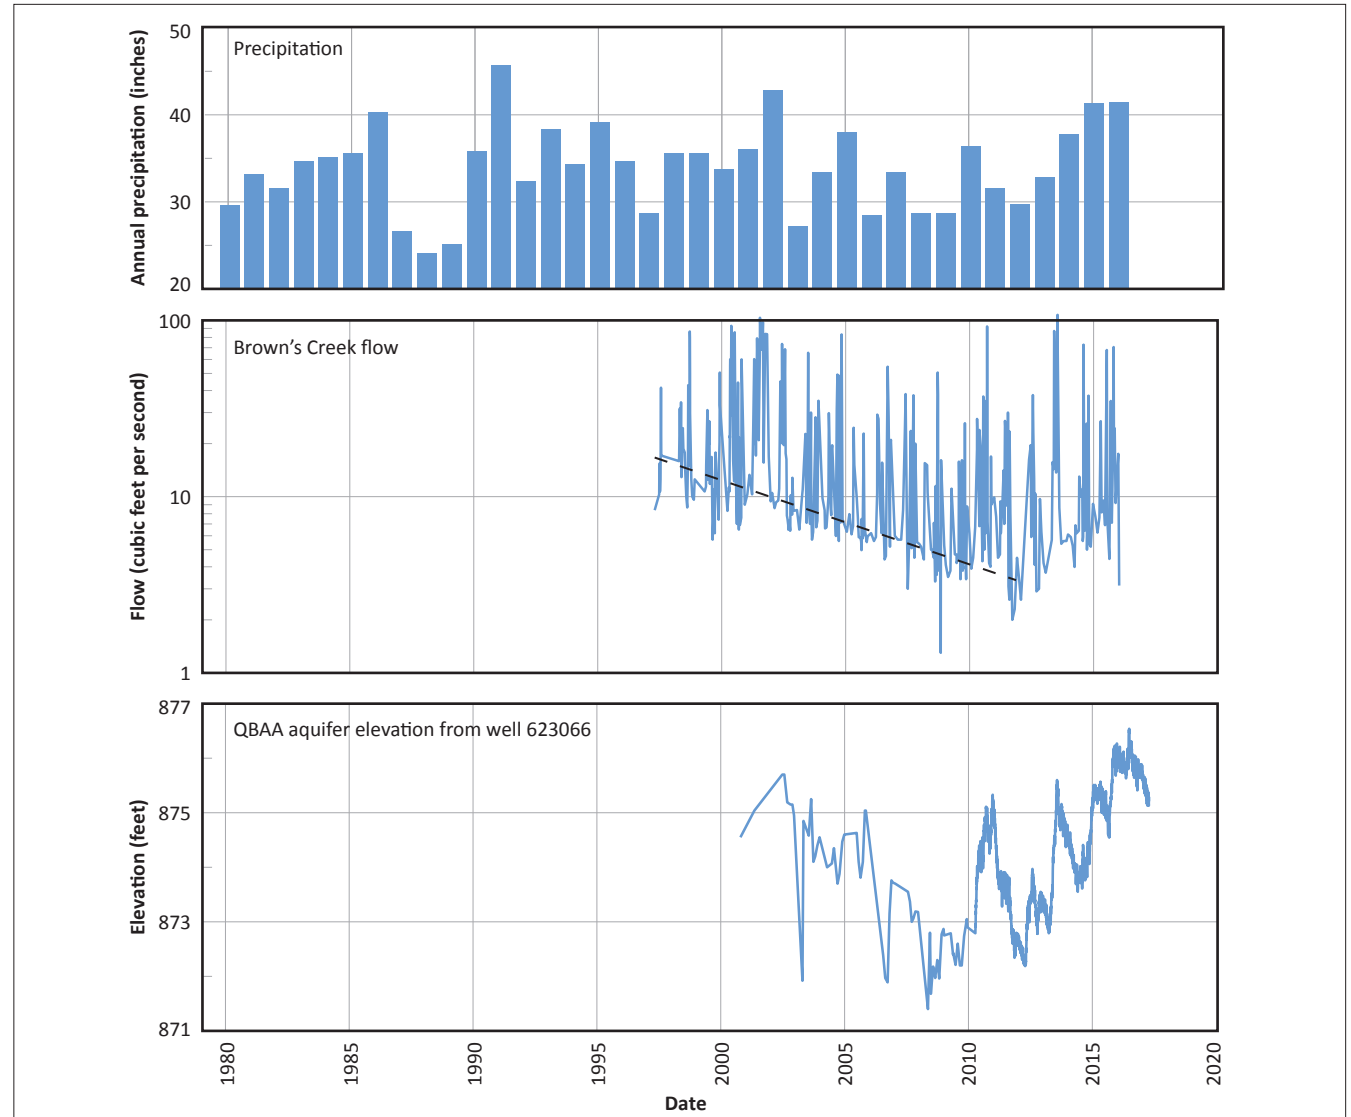 Precipitation
Annual precipitation (inches)
50
40
30
20
Brown's Creek flow
Flow (cubic feet per second)
100
10
1
QBAA aquifer elevation from well 623066
Elevation (feet)
877
875
873
871
1980
1985
1990
1995
2000
2005
2010
2015
2020
Date